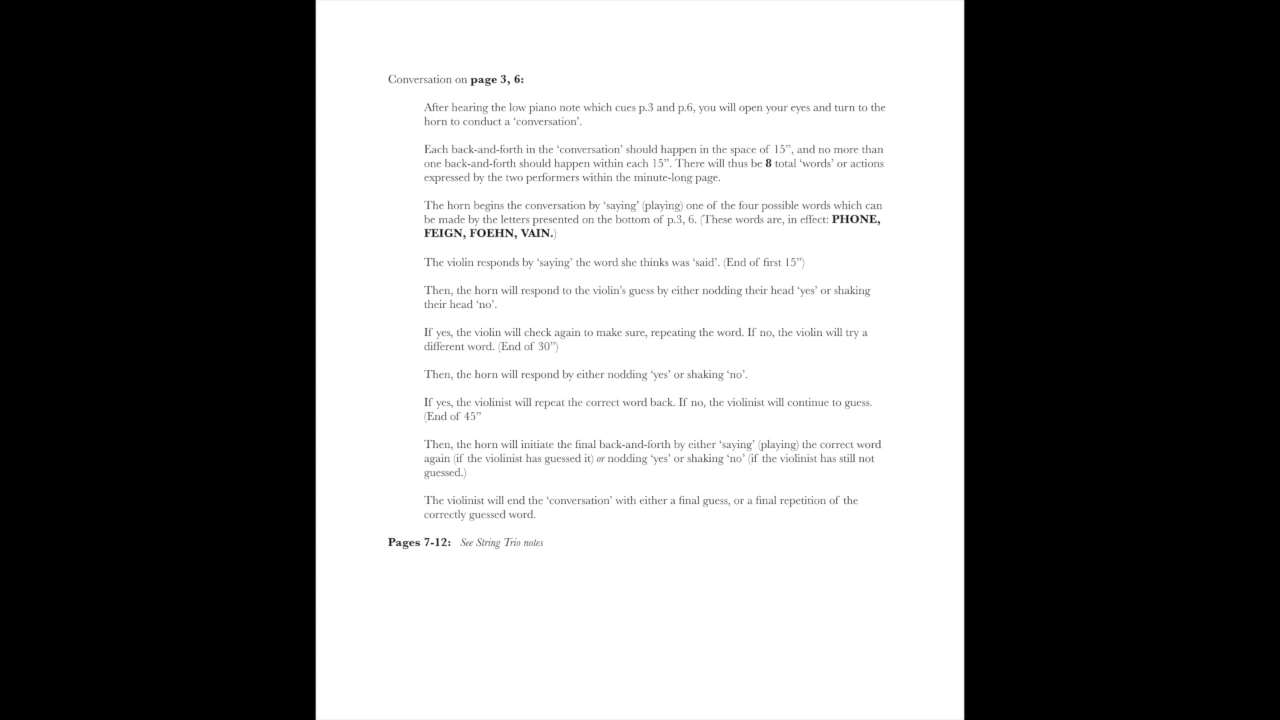 Conversation on page 3, 6:
After hearing the low piano note which cues p.3 and p.6, you will open your eyes and turn to the
horn to conduct a ‘conversation’.
Each back-and-forth in the ‘conversation’ should happen in the space of 15”, and no more than
one back-and-forth should happen within each 15”. There will thus be 8 total ‘words’ or actions
expressed by the two performers within the minute-long page.
The horn begins the conversation by ‘saying’ (playing) one of the four possible words which can
be made by the letters presented on the bottom of p.3, 6. (These words are, in effect: PHONE,
FEIGN, FOEHN, VAIN.)
The violin responds by ‘saying’ the word she thinks was ‘said’. (End of first 15”)
Then, the horn will respond to the violin’s guess by either nodding their head ‘yes’ or shaking
their head ‘no’.
If yes, the violin will check again to make sure, repeating the word. If no, the violin will try a
different word. (End of 30”)
Then, the horn will respond by either nodding ‘yes’ or shaking ‘no’.
If yes, the violinist will repeat the correct word back. If no, the violinist will continue to guess.
(End of 45”
Then, the horn will initiate the final back-and-forth by either ‘saying’ (playing) the correct word
again (if the violinist has guessed it) or nodding ‘yes’ or shaking ‘no’ (if the violinist has still not
guessed.)
The violinist will end the ‘conversation’ with either a final guess, or a final repetition of the
correctly guessed word.
Pages 7-12: See String Trio notes